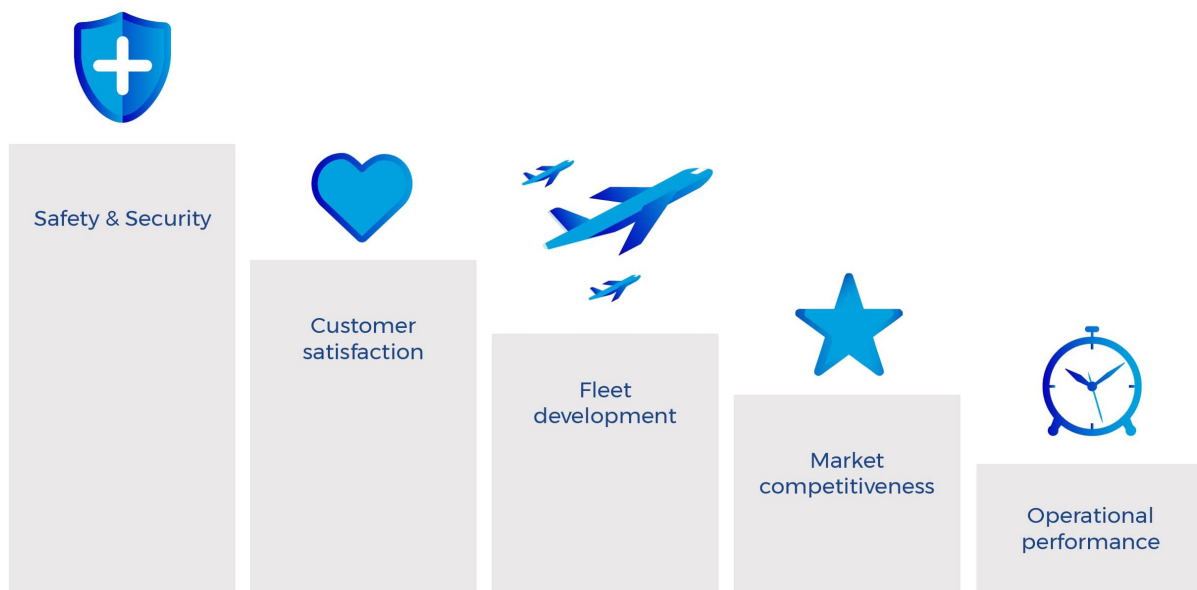 Safety & Security
Customer
satisfaction
Fleet
development
Market
competitiveness
Operational
performance